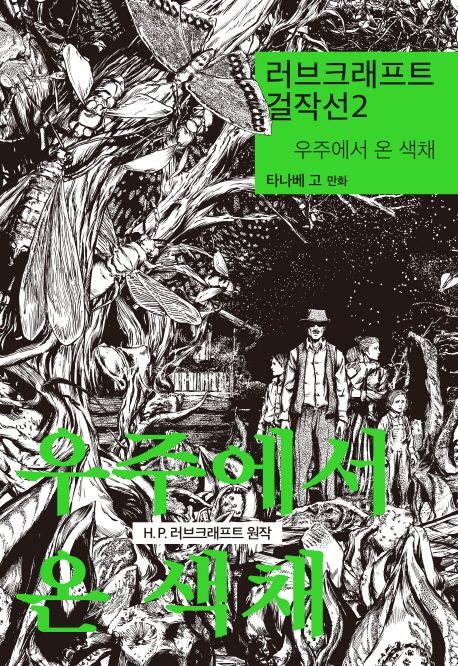 러브크래프트
걸작선2
우주에서 온 색채
타나베 고 만화
우주에서
H. P. 러브크래프트 원작
온 색채